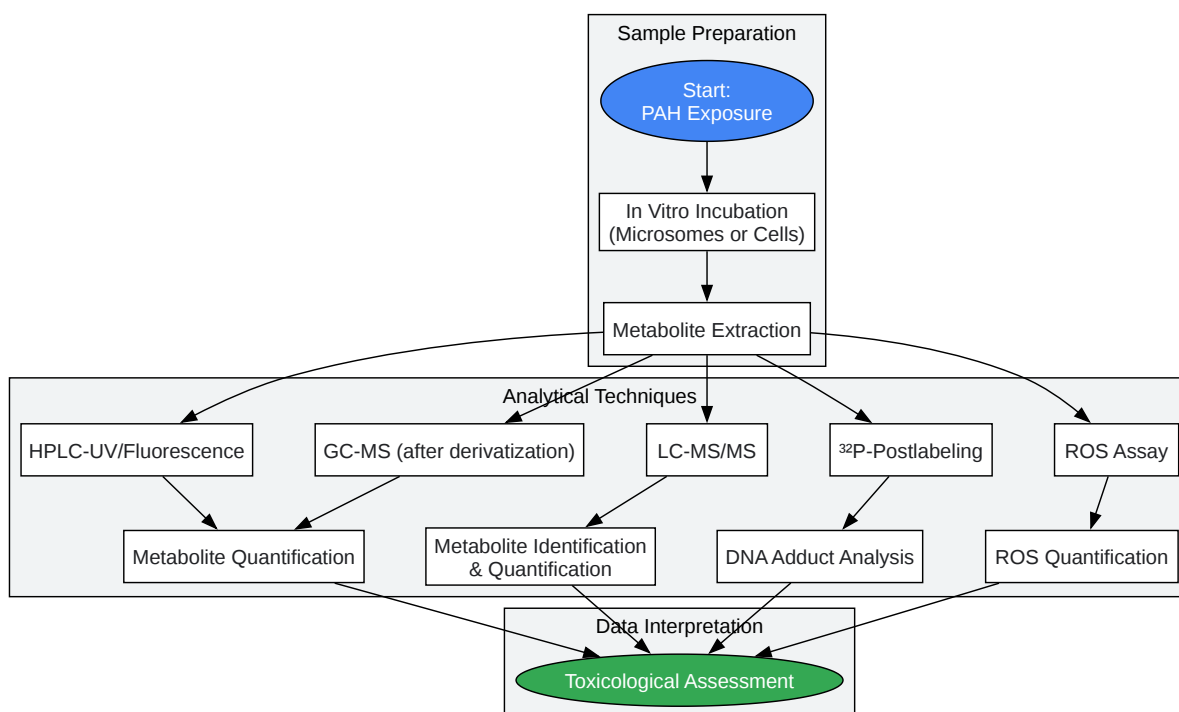 Sample Preparation
Start:
PAH Exposure
In Vitro Incubation
(Microsomes or Cells)
Metabolite Extraction
Analytical Techniques
HPLC-UV/Fluorescence
GC-MS (after derivatization)
LC-MS/MS
³²P-Postlabeling
ROS Assay
Metabolite Quantification
Metabolite Identification
& Quantification
DNA Adduct Analysis
ROS Quantification
Data Interpretation
Toxicological Assessment